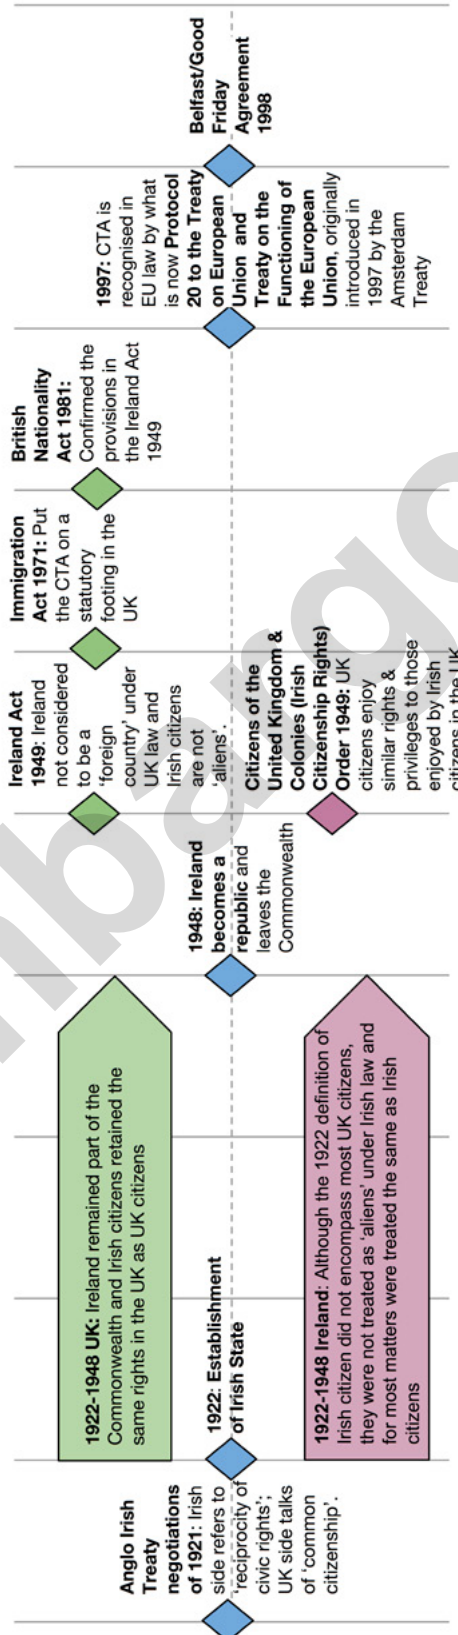 Anglo Irish
Treaty
negotiations
of 1921: Irish
side refers to
'reciprocity of
civic rights';
UK side talks
of 'common
citizenship'.
1922-1948 UK: Ireland remained part of the
Commonwealth and Irish citizens retained the
same rights in the UK as UK citizens
1922: Establishment
of Irish State
1922-1948 Ireland: Although the 1922 definition of
Irish citizen did not encompass most UK citizens,
they were not treated as 'aliens' under Irish law and
for most matters were treated the same as Irish
citizens
1948: Ireland
becomes a
republic and
leaves the
Commonwealth
Ireland Act
1949: Ireland
not considered
to be a
'foreign
country' under
UK law and
Irish citizens
are not
'aliens'.
Citizens of the
United Kingdom &
Colonies (Irish
Citizenship Rights)
Order 1949: UK
citizens enjoy
similar rights &
privileges to those
enjoyed by Irish
citizens in the UK
Immigration
Act 1971: Put
the CTA on a
statutory
footing in the
UK
British
Nationality
Act 1981:
Confirmed the
provisions in
the Ireland Act
1949
1997: CTA is
recognised in
EU law by what
is now Protocol
20 to the Treaty
on European
Union and
Treaty on the
Functioning of
the European
Union, originally
introduced in
1997 by the
Amsterdam
Treaty
Belfast/Good
Friday
Agreement
1998